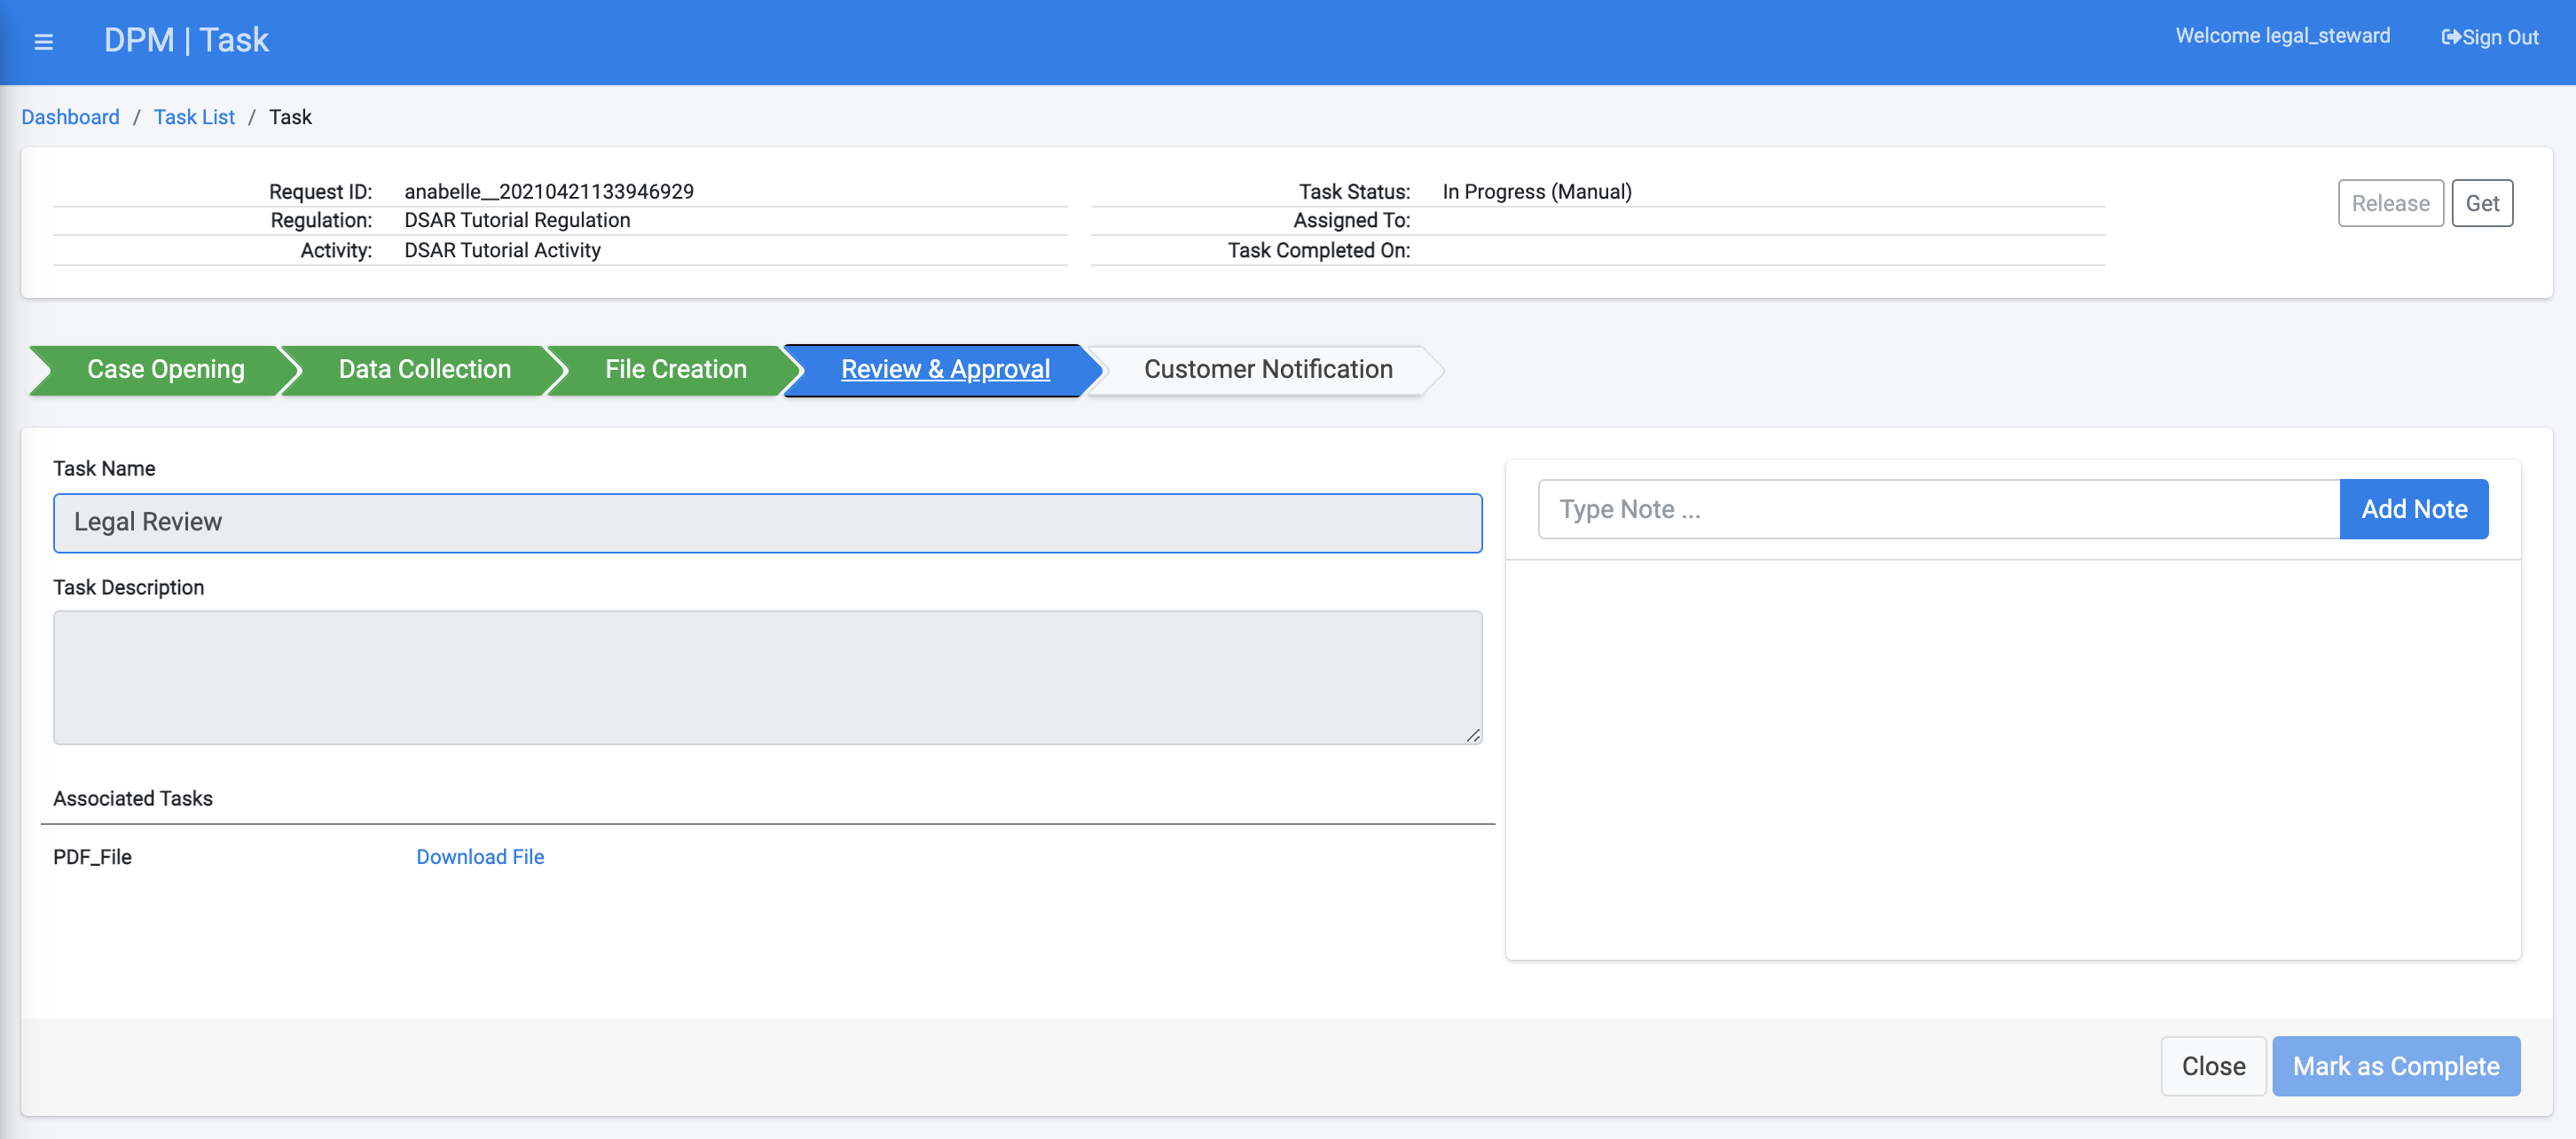 DPM | Task
Welcome legal_steward
Sign Out
Dashboard / Task List / Task
Request ID: anabelle__20210421133946929
Regulation: DSAR Tutorial Regulation
Activity: DSAR Tutorial Activity
Task Status: In Progress (Manual)
Assigned To:
Task Completed On:
Release
Get
Case Opening
Data Collection
File Creation
Review & Approval
Customer Notification
Task Name
Legal Review
Task Description
Associated Tasks
PDF_File Download File
Type Note ...
Add Note
Close
Mark as Complete